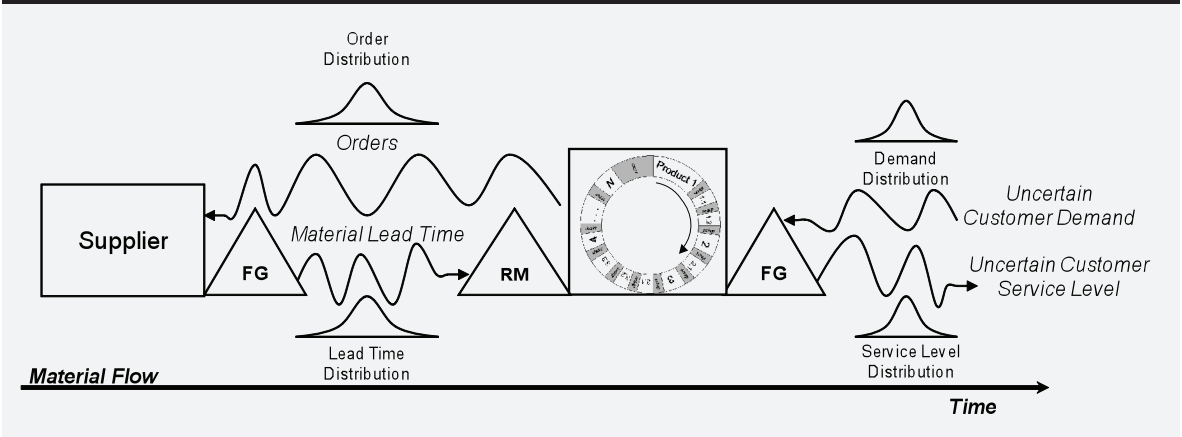 Order
Distribution
Orders
Supplier
FG
Material Lead Time
RM
Product 1
2
3
4
N
FG
Demand
Distribution
Uncertain
Customer Demand
Uncertain Customer
Service Level
Lead Time
Distribution
Service Level
Distribution
Material Flow
Time